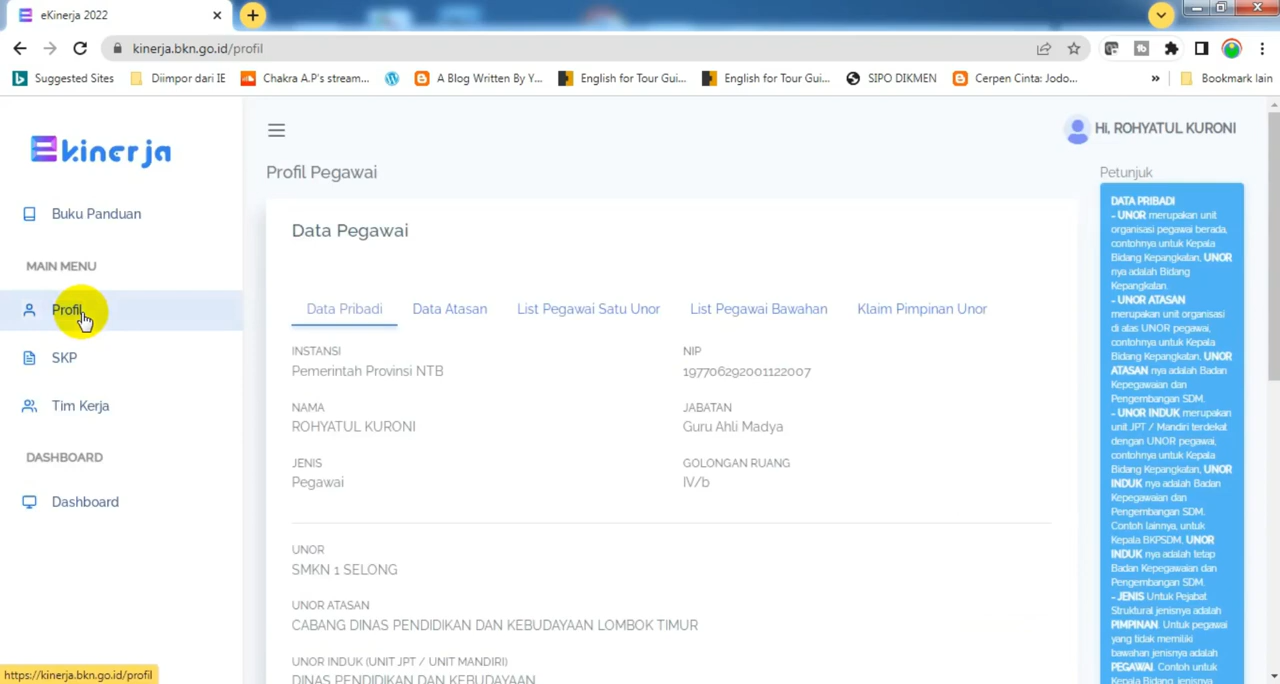 eKinerja 2022
kinerja.bkn.go.id/profil
Suggested Sites
Diimpor dari IE
Chakra A.P's stream...
A Blog Written By Y...
English for Tour Gui...
English for Tour Gui...
SIPO DIKMEN
Cerpen Cinta: Jodo...
»
Bookmark lain
Ekinerja
HI, ROHYATUL KURONI
Buku Panduan
MAIN MENU
Profil
SKP
Tim Kerja
DASHBOARD
Dashboard
Profil Pegawai
Data Pegawai
Data Pribadi
Data Atasan
List Pegawai Satu Unor
List Pegawai Bawahan
Klaim Pimpinan Unor
INSTANSI
Pemerintah Provinsi NTB
NIP
197706292001122007
NAMA
ROHYATUL KURONI
JABATAN
Guru Ahli Madya
JENIS
Pegawai
GOLONGAN RUANG
IV/b
UNOR
SMKN 1 SELONG
UNOR ATASAN
CABANG DINAS PENDIDIKAN DAN KEBUDAYAAN LOMBOK TIMUR
UNOR INDUK (UNIT JPT / UNIT MANDIRI)
DINAS PENDIDIKAN DAN KEBUDAYAAN
Petunjuk
DATA PRIBADI
- UNOR merupakan unit
organisasi pegawai berada,
contohnya untuk Kepala
Bidang Kepangkatan, UNOR
nya adalah Bidang
Kepangkatan.
- UNOR ATASAN
merupakan unit organisasi
di atas UNOR pegawai,
contohnya untuk Kepala
Bidang Kepangkatan, UNOR
ATASAN nya adalah Badan
Kepegawaian dan
Pengembangan SDM.
- UNOR INDUK merupakan
unit JPT / Mandiri terdekat
dengan UNOR pegawai,
contohnya untuk Kepala
Bidang Kepangkatan, UNOR
INDUK nya adalah Badan
Kepegawaian dan
Pengembangan SDM.
Contoh lainnya, untuk
Kepala BKPSDM, UNOR
INDUK nya adalah tetap
Badan Kepegawaian dan
Pengembangan SDM.
- JENIS Untuk Pejabat
Struktural jenisnya adalah
PIMPINAN. Untuk pegawai
yang tidak memiliki
bawahan jenisnya adalah
PEGAWAI. Contoh untuk
Kepala Bidang, jenisnya
https://kinerja.bkn.go.id/profil